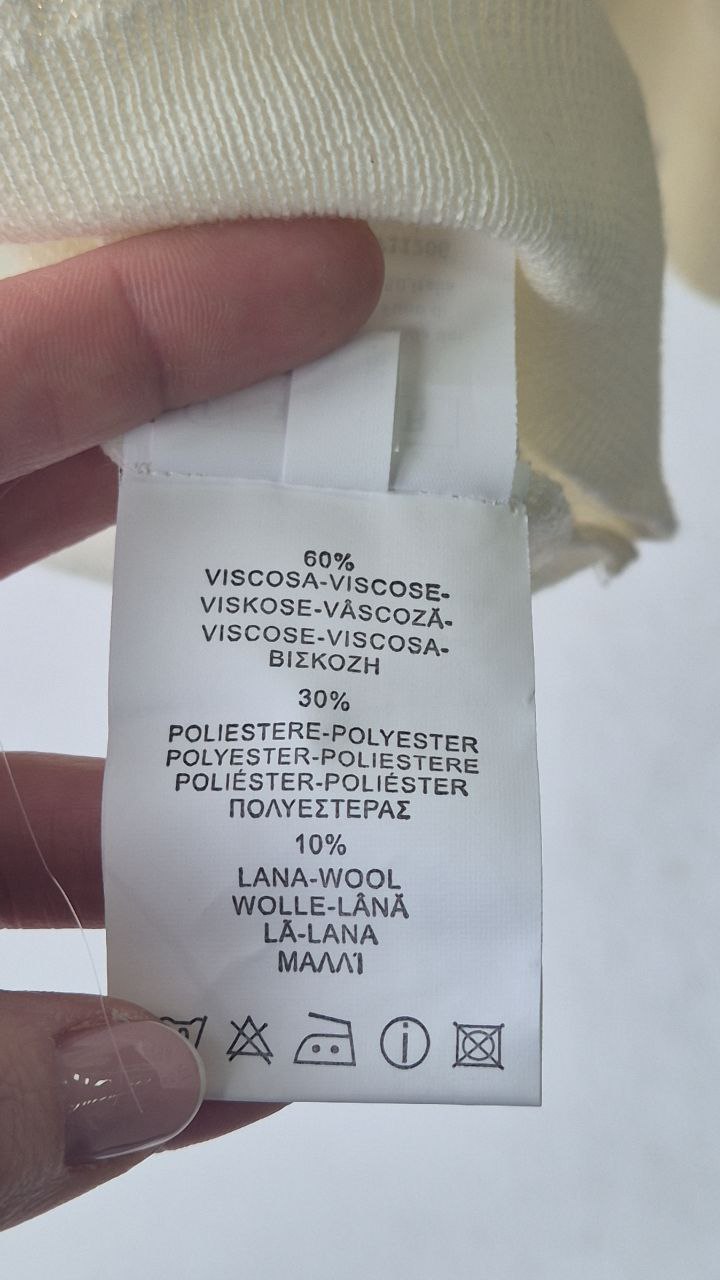 60%
VISCOSA-VISCOSE-
VISKOSE-VÂSCOZĂ-
VISCOSE-VISCOSA-
ΒΙΣΚΟΖΗ
30%
POLIESTERE-POLYESTER
POLYESTER-POLIESTERE
POLIÉSTER-POLIÉSTER
ΠΟΛΥΕΣΤΕΡΑΣ
10%
LANA-WOOL
WOLLE-LÂNĂ
LÃ-LANA
ΜΑΛΛΊ